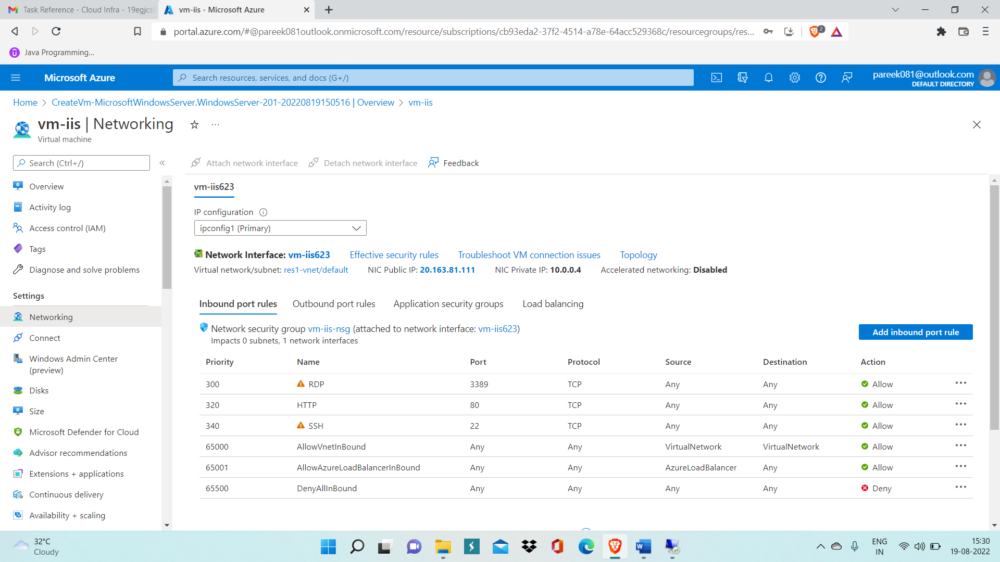 Task Reference - Cloud Infra - 19egjcs
vm-iis - Microsoft Azure
portal.azure.com/#@pareek081outlook.onmicrosoft.com/resource/subscriptions/cb93eda2-37f2-4514-a78e-64acc529368c/resourcegroups/res...
2
Java Programming...
Microsoft Azure
Search resources, services, and docs (G+/)
pareek081@outlook.com
DEFAULT DIRECTORY
Home > CreateVm-MicrosoftWindowsServer.WindowsServer-201-20220819150516 | Overview > vm-iis
vm-iis | Networking
Virtual machine
Search (Ctrl+/)
Attach network interface Detach network interface Feedback
Overview
Activity log
Access control (IAM)
Tags
Diagnose and solve problems
Settings
Networking
Connect
Windows Admin Center
(preview)
Disks
Size
Microsoft Defender for Cloud
Advisor recommendations
Extensions + applications
Continuous delivery
Availability + scaling
vm-iis623
IP configuration
ipconfig1 (Primary)
Network Interface: vm-iis623 Effective security rules Troubleshoot VM connection issues Topology
Virtual network/subnet: res1-vnet/default NIC Public IP: 20.163.81.111 NIC Private IP: 10.0.0.4 Accelerated networking: Disabled
Inbound port rules Outbound port rules Application security groups Load balancing
Network security group vm-iis-nsg (attached to network interface: vm-iis623)
Impacts 0 subnets, 1 network interfaces
Add inbound port rule
Priority Name Port Protocol Source Destination Action
300 RDP 3389 TCP Any Any Allow
320 HTTP 80 TCP Any Any Allow
340 SSH 22 TCP Any Any Allow
65000 AllowVnetInBound Any Any VirtualNetwork VirtualNetwork Allow
65001 AllowAzureLoadBalancerInBound Any Any AzureLoadBalancer Any Allow
65500 DenyAllInBound Any Any Any Any Deny
32°C
Cloudy
ENG
IN
15:30
19-08-2022